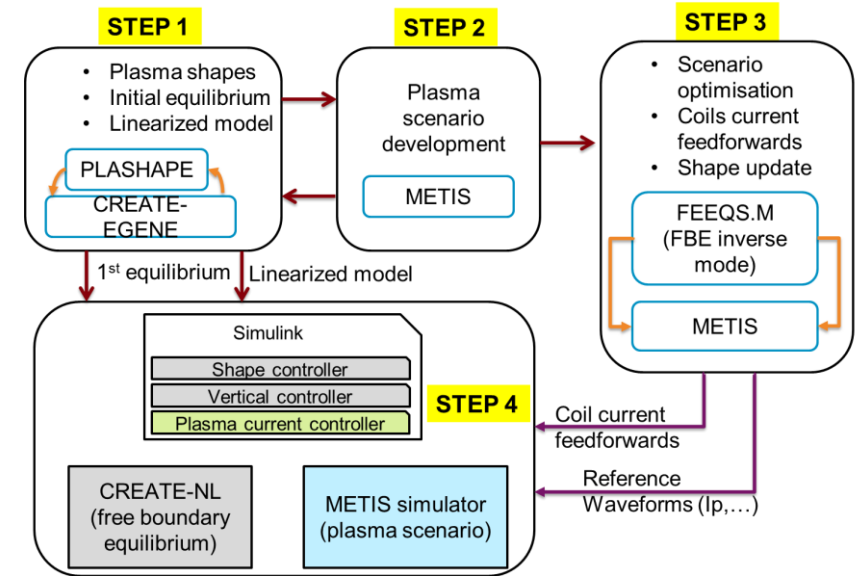 STEP 1
• Plasma shapes
• Initial equilibrium
• Linearized model
PLASHAPE
CREATE-
EGENE
STEP 2
Plasma
scenario
development
METIS
STEP 3
• Scenario
optimisation
• Coils current
feedforwards
• Shape update
FEEQS.M
(FBE inverse
mode)
METIS
1st equilibrium
Linearized model
Simulink
Shape controller
Vertical controller
Plasma current controller
STEP 4
CREATE-NL
(free boundary
equilibrium)
METIS simulator
(plasma scenario)
Coil current
feedforwards
Reference
Waveforms (Ip,…)